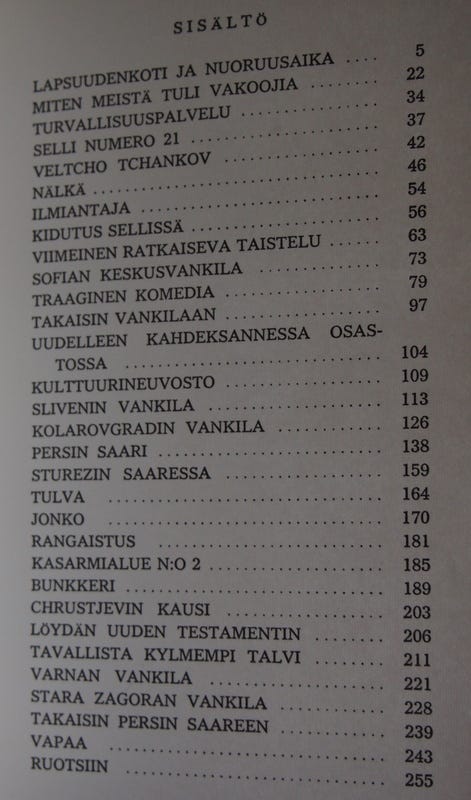 SISÄLTÖ
LAPSUUDENKOTI JA NUORUUSAIKA .... 5
MITEN MEISTÄ TULI VAKOOJIA ........ 22
TURVALLISUUSPALVELU ............... 34
SELLI NUMERO 21 .................... 37
VELTCHO TCHANKOV ................ 42
NÄLKÄ ............................... 46
ILMIANTAJA .......................... 54
KIDUTUS SELLISSÄ .................... 56
VIIMEINEN RATKAISEVA TAISTELU ...... 63
SOFIAN KESKUSVANKILA ............. 73
TRAAGINEN KOMEDIA ................ 79
TAKAISIN VANKILAAN ................ 97
UUDELLEEN KAHDEKSANNESSA OSAS-
TOSSA ............................ 104
KULTTUURINEUVOSTO ................ 109
SLIVENIN VANKILA .................. 113
KOLAROVGRADIN VANKILA ........... 126
PERSIN SAARI ........................ 138
STUREZIN SAARESSA ................. 159
TULVA .............................. 164
JONKO .............................. 170
RANGAISTUS ........................ 181
KASARMIALUE N:O 2 .................. 185
BUNKKERI ........................... 189
CHRUSTJEVIN KAUSI ................ 203
LÖYDÄN UUDEN TESTAMENTIN ........ 206
TAVALLISTA KYLMEMPI TALVI ....... 211
VARNAN VANKILA .................. 221
STARA ZAGORAN VANKILA ........... 228
TAKAISIN PERSIN SAAREEN ........... 239
VAPAA .............................. 243
RUOTSIIN ............................ 255